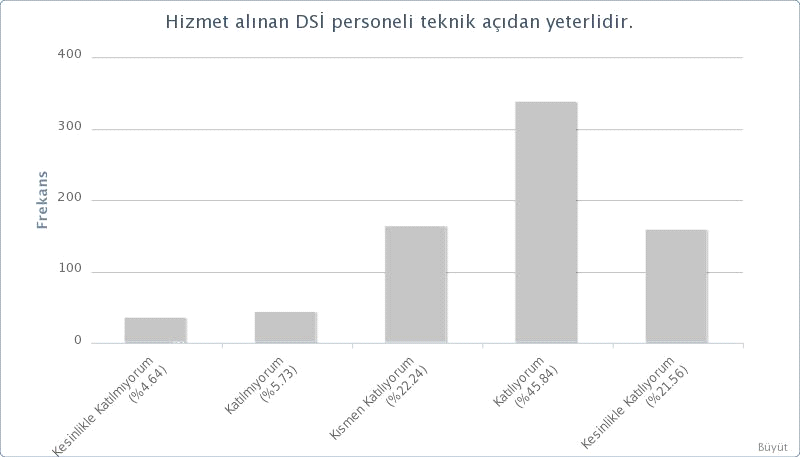 Hizmet alınan DSİ personeli teknik açıdan yeterlidir.
400
300
200
100
0
Frekans
Kesinlikle Katılmıyorum
(%4.64)
Katılmıyorum
(%5.73)
Kısmen Katılıyorum
(%22.24)
Katılıyorum
(%45.84)
Kesinlikle Katılıyorum
(%21.56)
Büyüt